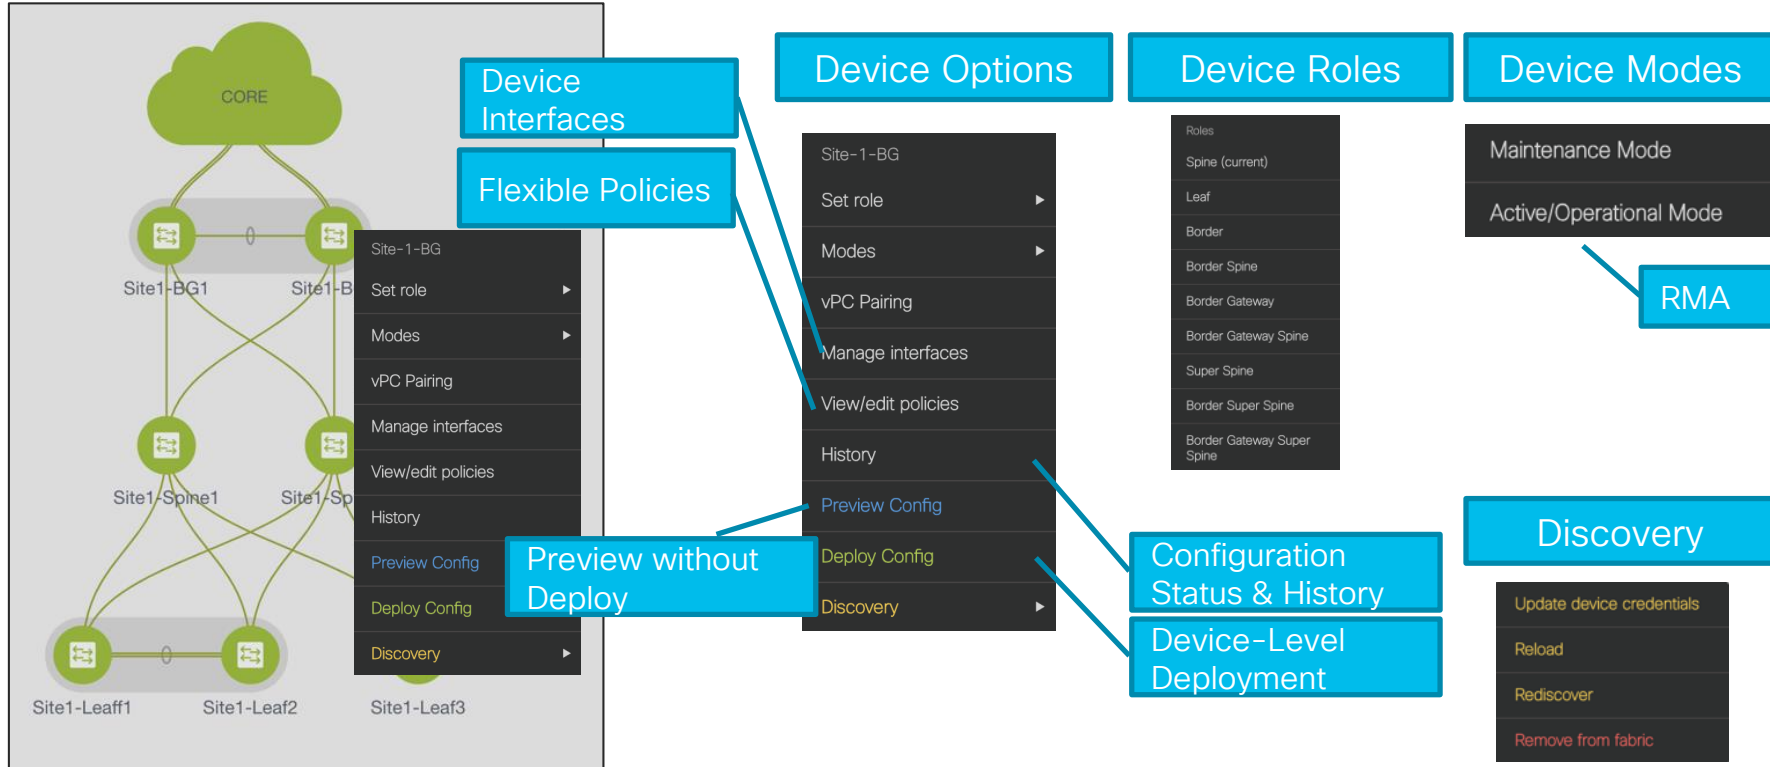 CORE
Site1-BG1
Site1-B
Site1-Spine1
Site1-Sp
Site1-Leaff1
Site1-Leaf2
Site1-Leaf3
Site-1-BG
Set role
Modes
vPC Pairing
Manage interfaces
View/edit policies
History
Preview Config
Deploy Config
Discovery
Device
Interfaces
Flexible Policies
Preview without
Deploy
Device Options
Site-1-BG
Set role
Modes
vPC Pairing
Manage interfaces
View/edit policies
History
Preview Config
Deploy Config
Discovery
Configuration
Status & History
Device-Level
Deployment
Device Roles
Roles
Spine (current)
Leaf
Border
Border Spine
Border Gateway
Border Gateway Spine
Super Spine
Border Super Spine
Border Gateway Super
Spine
Device Modes
Maintenance Mode
Active/Operational Mode
RMA
Discovery
Update device credentials
Reload
Rediscover
Remove from fabric